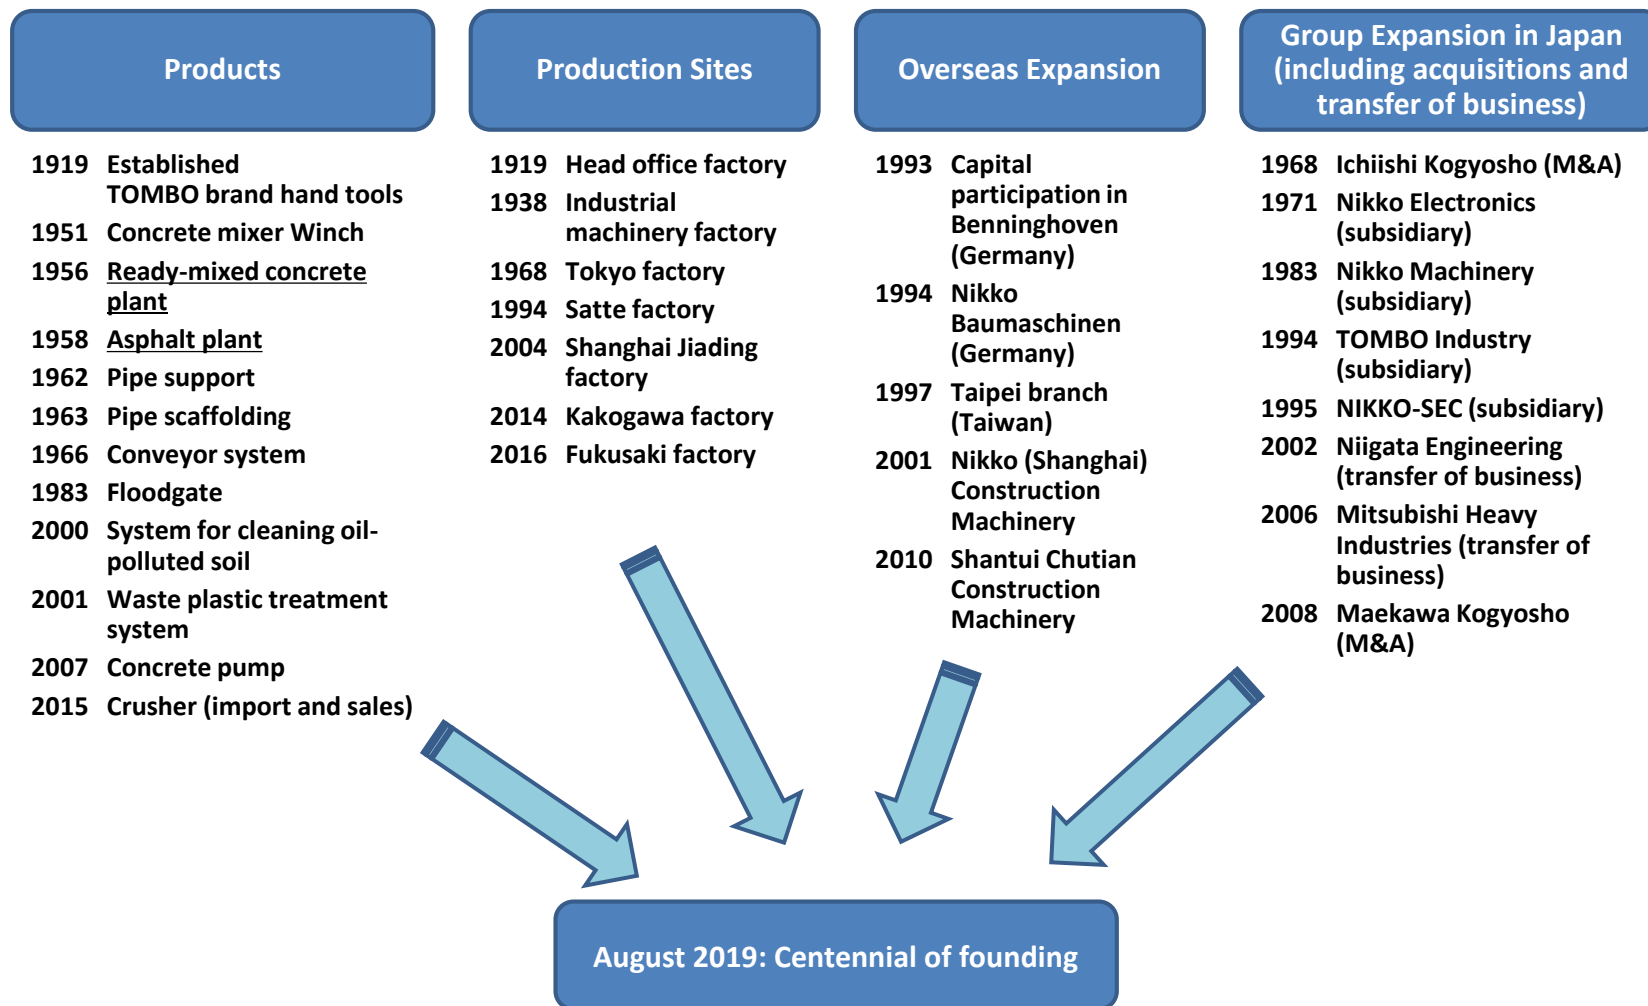 Products
1919 Established
TOMBO brand hand tools
1951 Concrete mixer Winch
1956 Ready-mixed concrete
plant
1958 Asphalt plant
1962 Pipe support
1963 Pipe scaffolding
1966 Conveyor system
1983 Floodgate
2000 System for cleaning oil-
polluted soil
2001 Waste plastic treatment
system
2007 Concrete pump
2015 Crusher (import and sales)
Production Sites
1919 Head office factory
1938 Industrial
machinery factory
1968 Tokyo factory
1994 Satte factory
2004 Shanghai Jiading
factory
2014 Kakogawa factory
2016 Fukusaki factory
Overseas Expansion
1993 Capital
participation in
Benninghoven
(Germany)
1994 Nikko
Baumaschinen
(Germany)
1997 Taipei branch
(Taiwan)
2001 Nikko (Shanghai)
Construction
Machinery
2010 Shantui Chutian
Construction
Machinery
Group Expansion in Japan
(including acquisitions and
transfer of business)
1968 Ichiishi Kogyosho (M&A)
1971 Nikko Electronics
(subsidiary)
1983 Nikko Machinery
(subsidiary)
1994 TOMBO Industry
(subsidiary)
1995 NIKKO-SEC (subsidiary)
2002 Niigata Engineering
(transfer of business)
2006 Mitsubishi Heavy
Industries (transfer of
business)
2008 Maekawa Kogyosho
(M&A)
August 2019: Centennial of founding